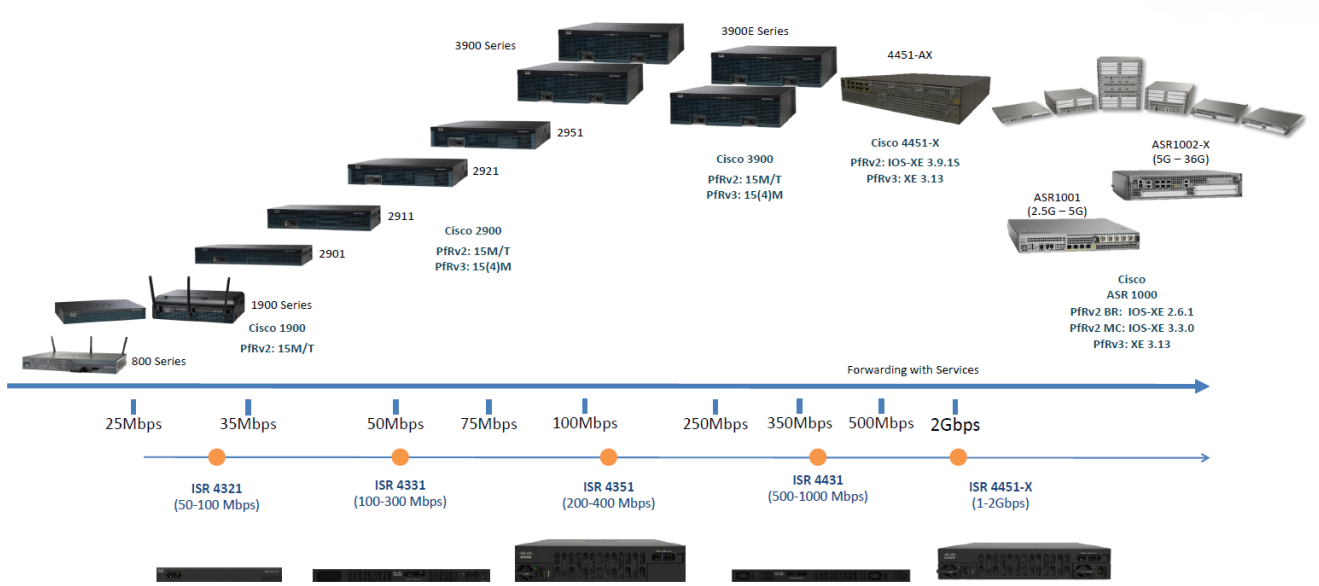 3900 Series
3900E Series
4451-AX
2951
2921
2911
2901
1900 Series
800 Series
Cisco 1900
PfRv2: 15M/T
Cisco 2900
PfRv2: 15M/T
PfRv3: 15(4)M
Cisco 3900
PfRv2: 15M/T
PfRv3: 15(4)M
Cisco 4451-X
PfRv2: IOS-XE 3.9.1S
PfRv3: XE 3.13
ASR1002-X
(5G – 36G)
ASR1001
(2.5G – 5G)
Cisco
ASR 1000
PfRv2 BR: IOS-XE 2.6.1
PfRv2 MC: IOS-XE 3.3.0
PfRv3: XE 3.13
Forwarding with Services
25Mbps
35Mbps
50Mbps
75Mbps
100Mbps
250Mbps
350Mbps
500Mbps
2Gbps
ISR 4321
(50-100 Mbps)
ISR 4331
(100-300 Mbps)
ISR 4351
(200-400 Mbps)
ISR 4431
(500-1000 Mbps)
ISR 4451-X
(1-2Gbps)